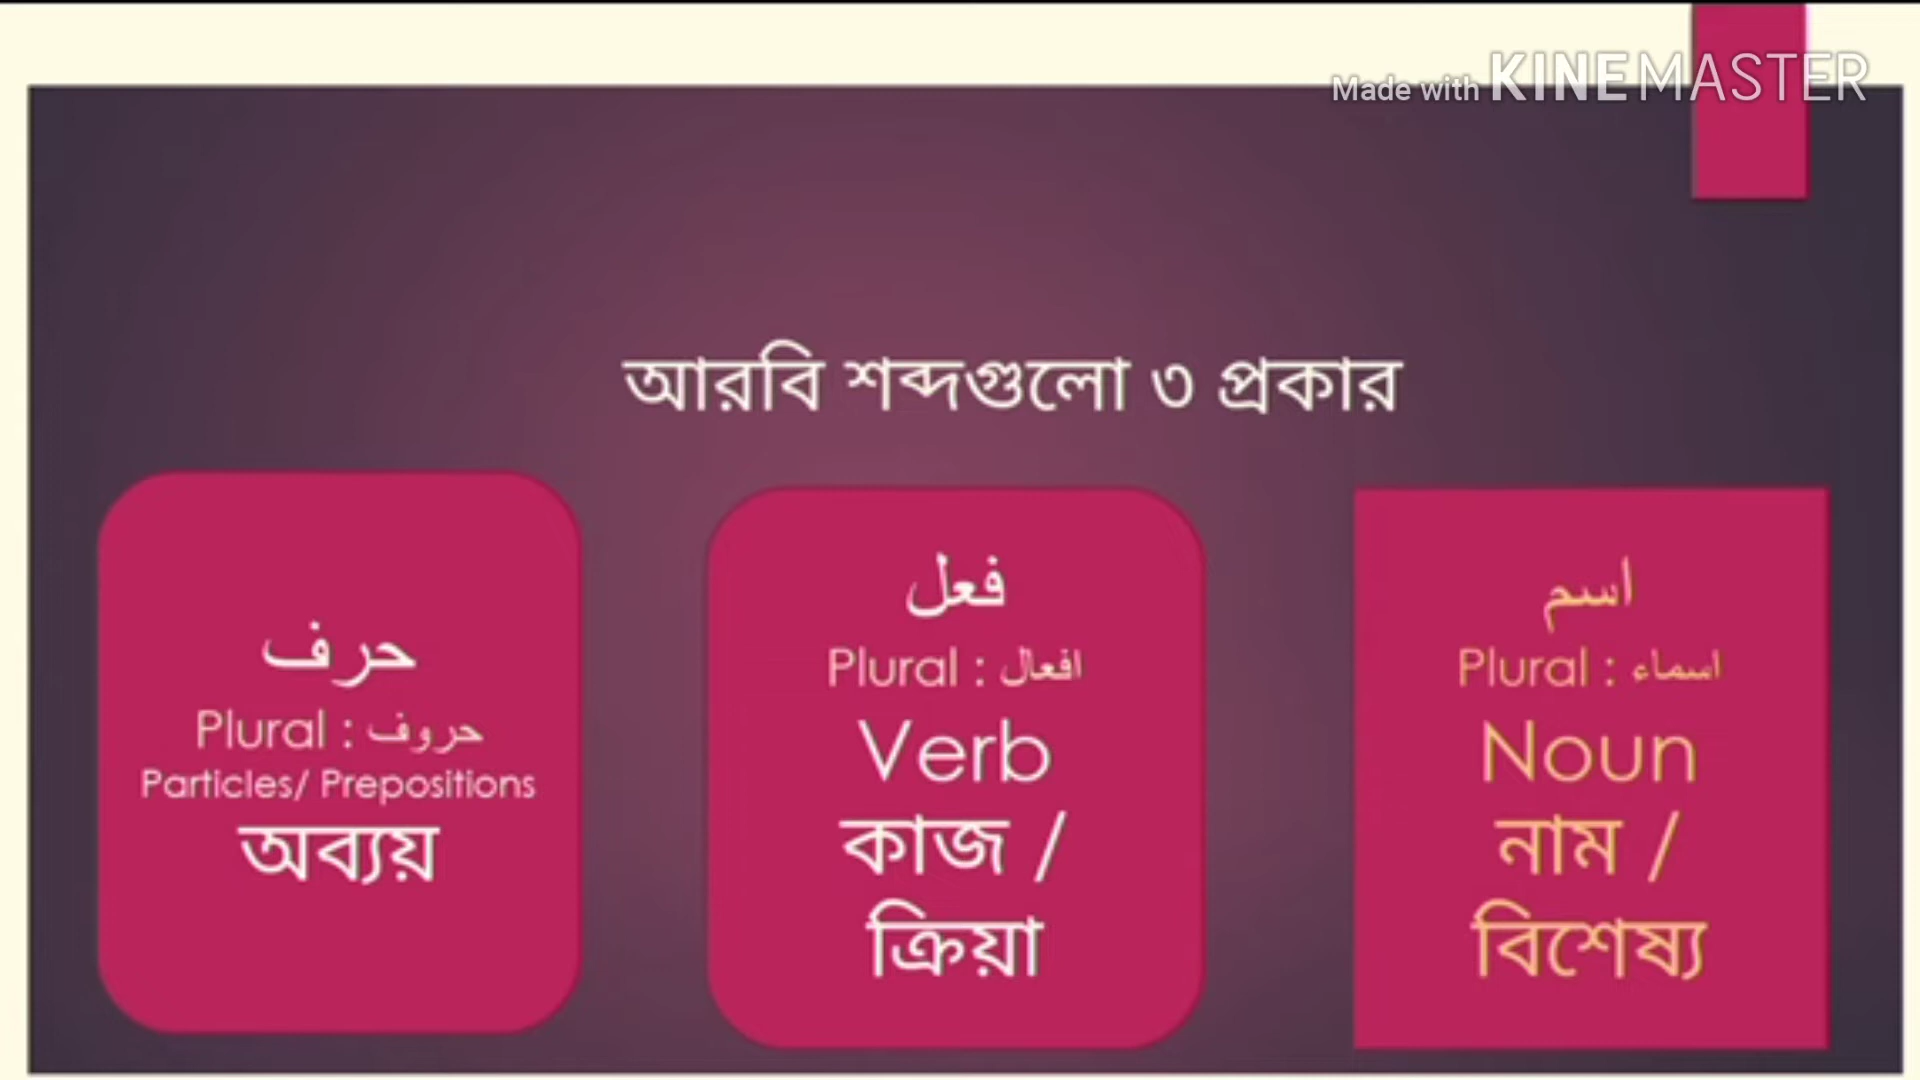 Made with KINEMASTER
আরবি শব্দগুলো ৩ প্রকার
حرف
Plural : حروف
Particles/ Prepositions
অব্যয়
فعل
Plural : افعال
Verb
কাজ /
ক্রিয়া
اسم
Plural : اسماء
Noun
নাম /
বিশেষ্য